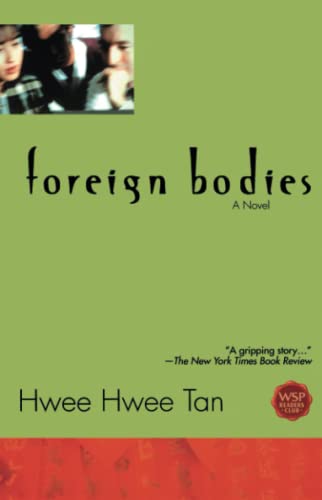 foreign bodies
A Novel
"A gripping story..."
—The New York Times Book Review
Hwee Hwee Tan
WSP
READERS
CLUB